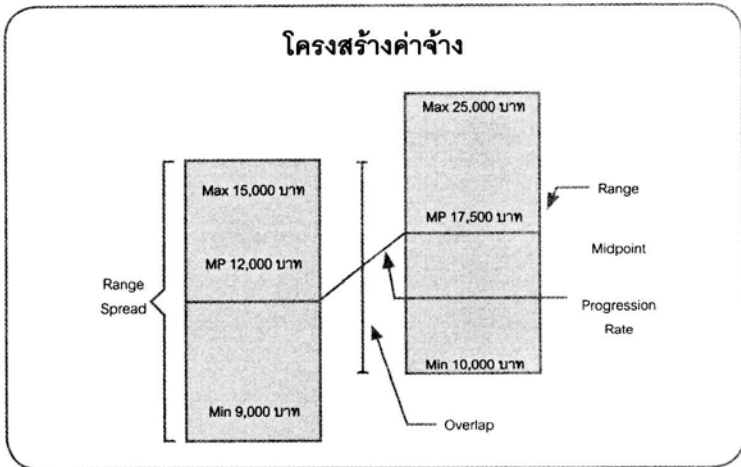 โครงสร้างค่าจ้าง
Max 25,000 บาท
Max 15,000 บาท
Range
MP 17,500 บาท
Midpoint
MP 12,000 บาท
Range
Spread
Progression
Rate
Min 10,000 บาท
Min 9,000 บาท
Overlap